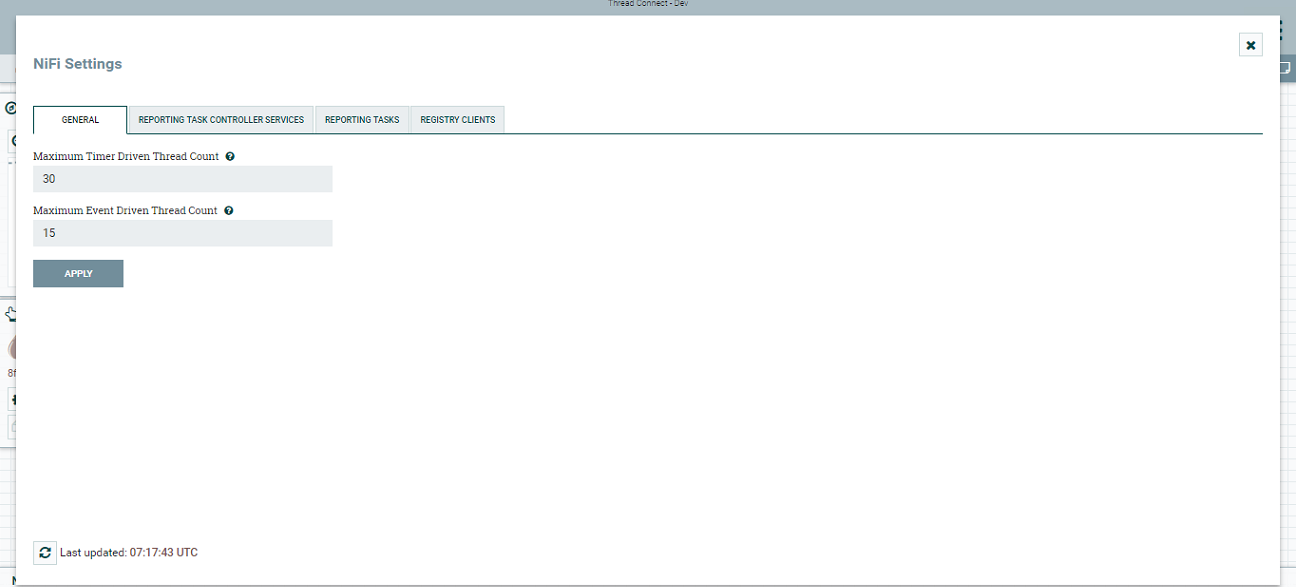 Thread Connect - Dev
NiFi Settings
GENERAL
REPORTING TASK CONTROLLER SERVICES
REPORTING TASKS
REGISTRY CLIENTS
Maximum Timer Driven Thread Count
30
Maximum Event Driven Thread Count
15
APPLY
8f
Last updated: 07:17:43 UTC
N